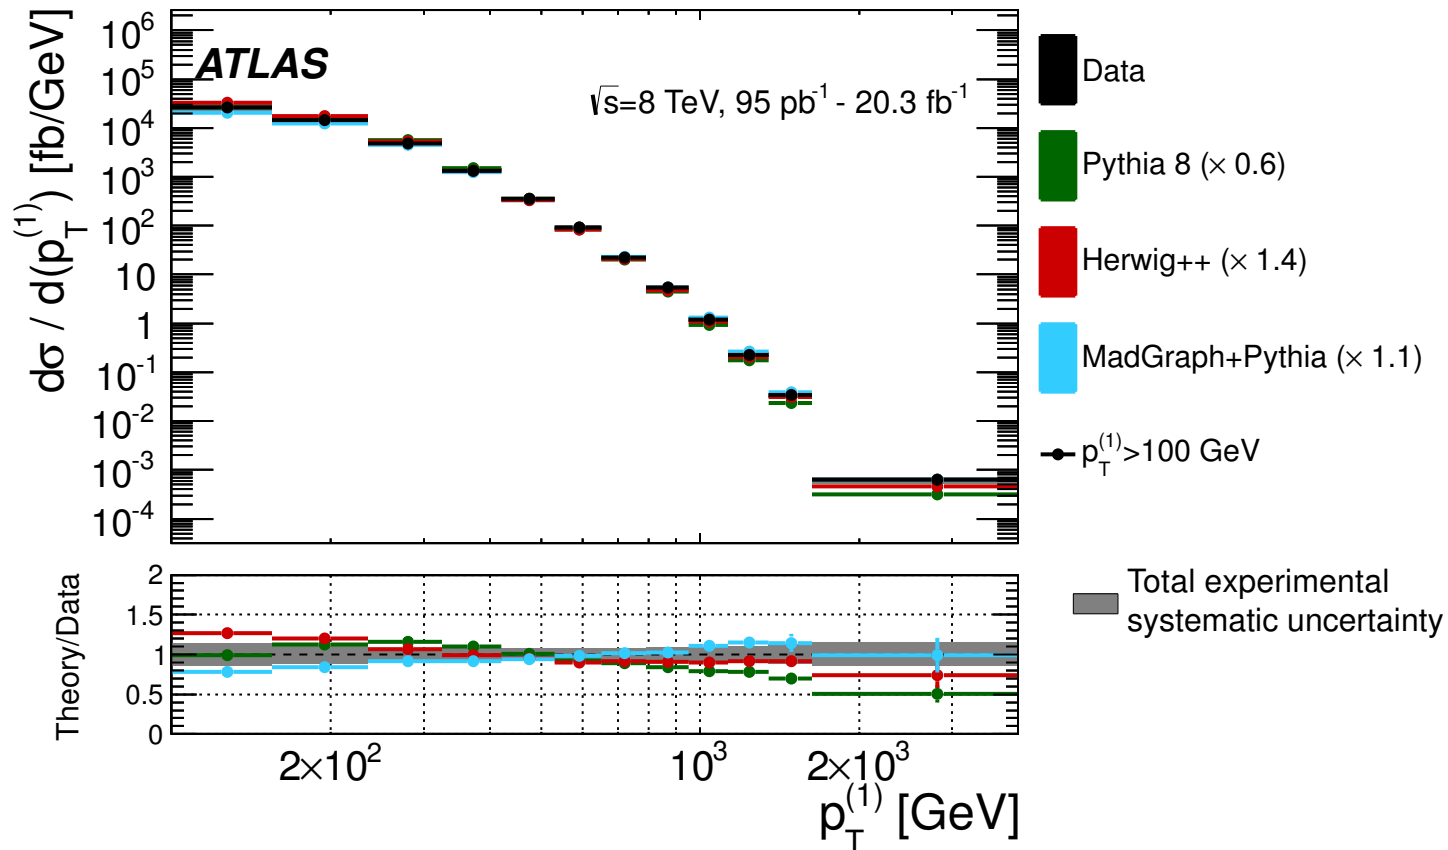 ATLAS
√s=8 TeV, 95 pb⁻¹ - 20.3 fb⁻¹
dσ / d(p_T^(1)) [fb/GeV]
10⁶
10⁵
10⁴
10³
10²
10
1
10⁻¹
10⁻²
10⁻³
10⁻⁴
Data
Pythia 8 (× 0.6)
Herwig++ (× 1.4)
MadGraph+Pythia (× 1.1)
p_T^(1)>100 GeV
Theory/Data
2
1.5
1
0.5
0
Total experimental
systematic uncertainty
2×10²
10³
2×10³
p_T^(1) [GeV]